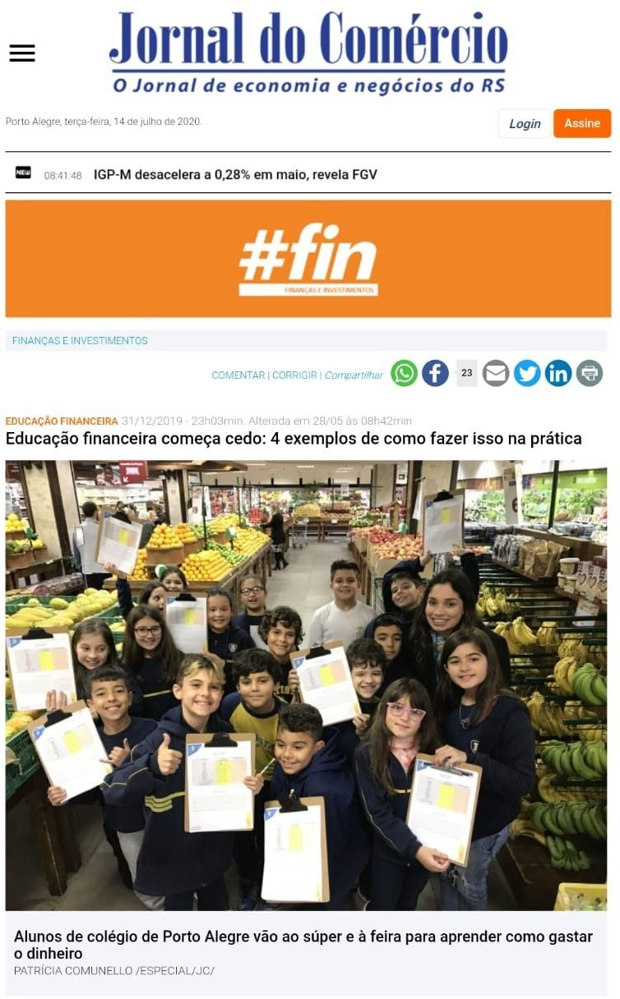 Jornal do Comércio
O Jornal de economia e negócios do RS
Porto Alegre, terça-feira, 14 de julho de 2020.
Login
Assine
NEW
08:41:48
IGP-M desacelera a 0,28% em maio, revela FGV
#fin
FINANÇAS E INVESTIMENTOS
FINANÇAS E INVESTIMENTOS
COMENTAR | CORRIGIR | Compartilhar
23
EDUCAÇÃO FINANCEIRA 31/12/2019 - 23h03min. Alterada em 28/05 às 08h42min
Educação financeira começa cedo: 4 exemplos de como fazer isso na prática
Alunos de colégio de Porto Alegre vão ao súper e à feira para aprender como gastar
o dinheiro
PATRÍCIA COMUNELLO /ESPECIAL/JC/